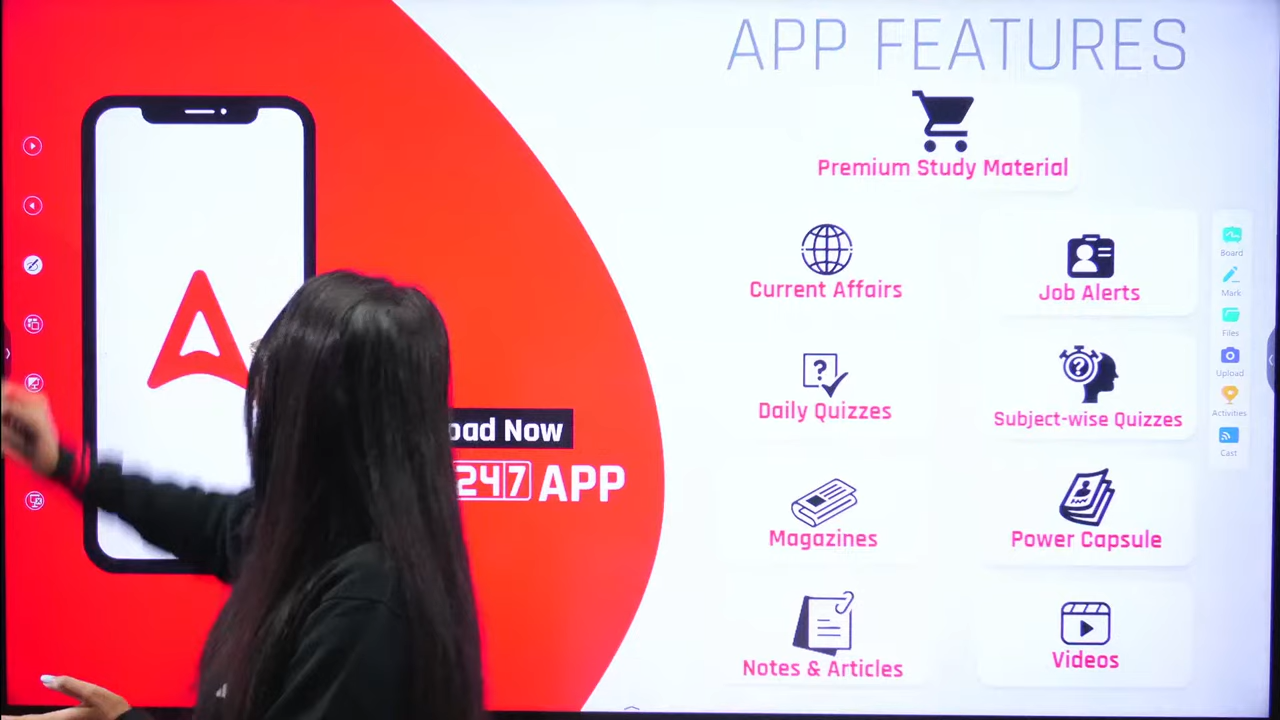 APP FEATURES
Premium Study Material
Current Affairs
Job Alerts
Daily Quizzes
Subject-wise Quizzes
Magazines
Power Capsule
Notes & Articles
Videos
Now
247 APP
Board
Mark
Files
Upload
Activities
Cast